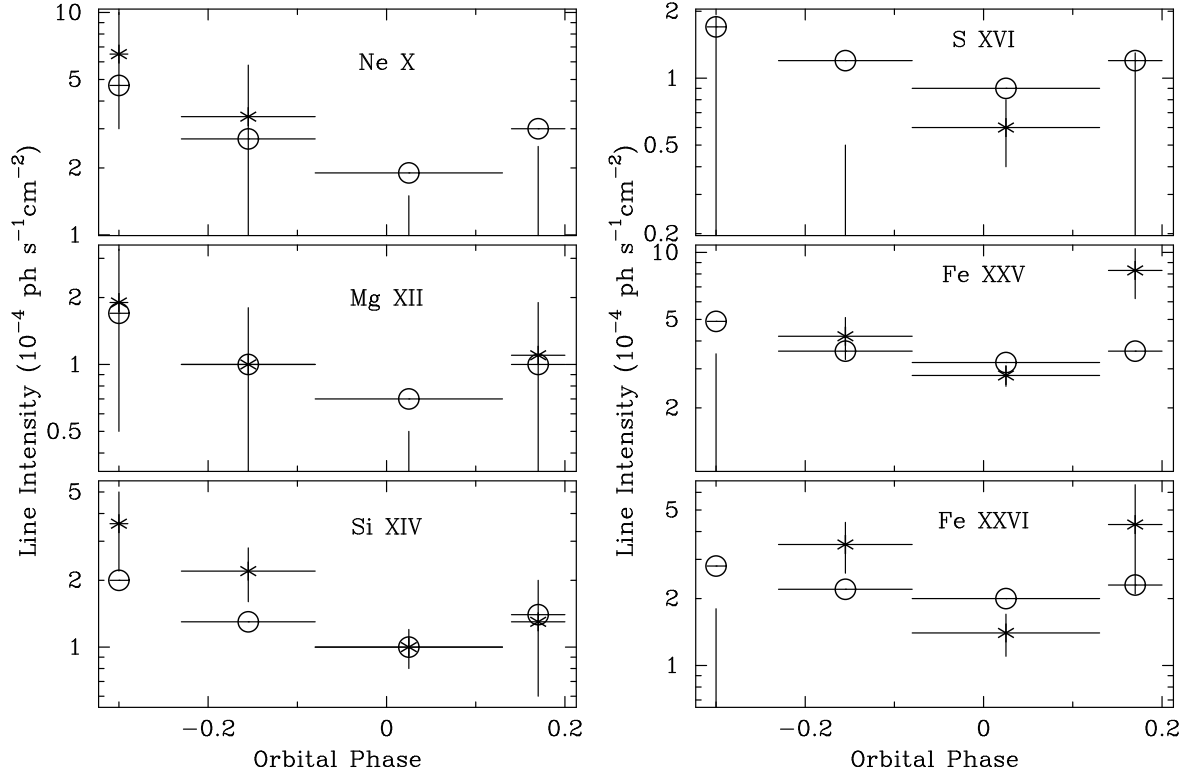 10
5
2
1
Ne X
2
1
0.5
Mg XII
5
2
1
Si XIV
−0.2
0
0.2
Orbital Phase
Line Intensity (10⁻⁴ ph s⁻¹cm⁻²)
2
1
0.5
0.2
S XVI
10
5
2
Fe XXV
5
2
1
Fe XXVI
−0.2
0
0.2
Orbital Phase
Line Intensity (10⁻⁴ ph s⁻¹cm⁻²)